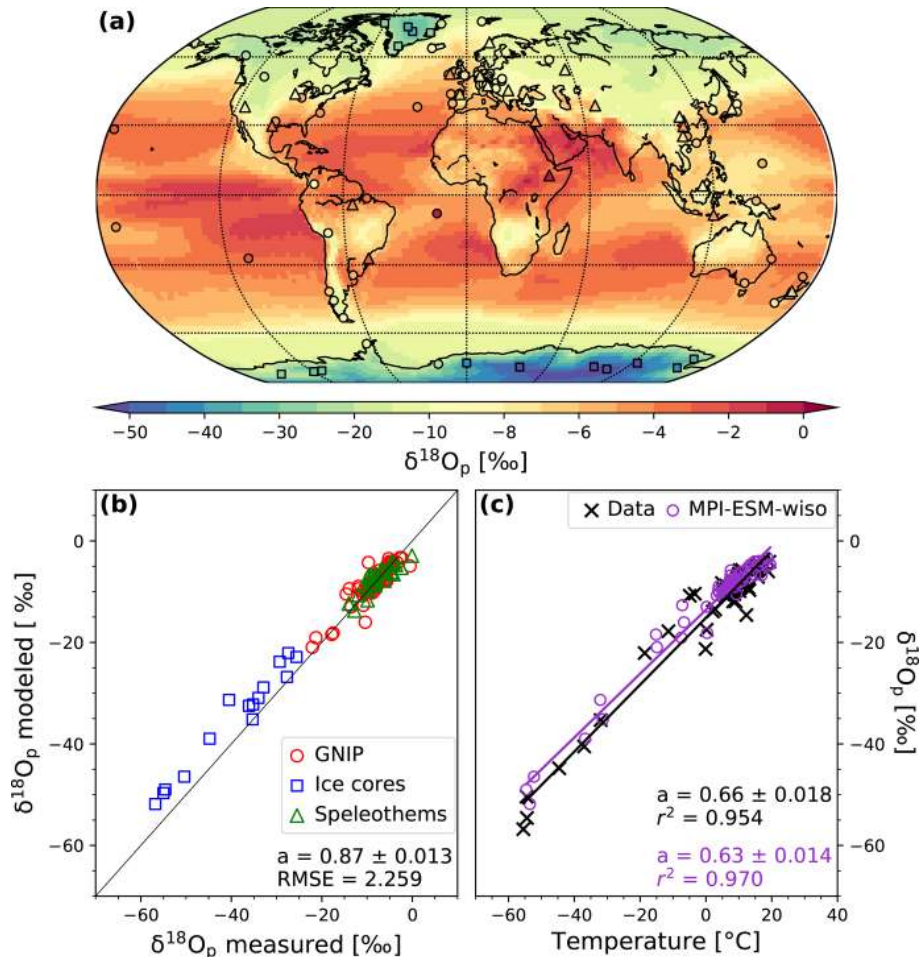 (a)
−50 −40 −30 −20 −10 −8 −6 −4 −2 0
δ¹⁸Oₚ [‰]
(b)
0
−20
−40
−60
δ¹⁸Oₚ modeled [ ‰]
GNIP
Ice cores
Speleothems
a = 0.87 ± 0.013
RMSE = 2.259
−60 −40 −20 0
δ¹⁸Oₚ measured [‰]
(c)
Data MPI-ESM-wiso
0
−20
−40
−60
δ¹⁸Oₚ [‰]
a = 0.66 ± 0.018
r² = 0.954
a = 0.63 ± 0.014
r² = 0.970
−60 −40 −20 0 20 40
Temperature [°C]